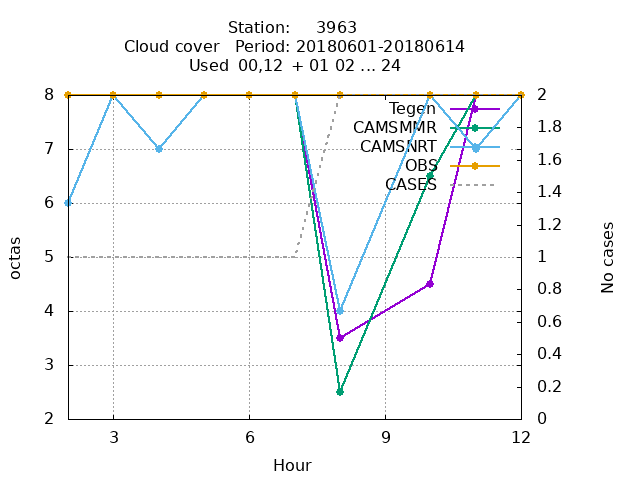 Station: 3963
Cloud cover Period: 20180601-20180614
Used 00,12 + 01 02 ... 24
8
7
6
5
4
3
2
octas
2
1.8
1.6
1.4
1.2
1
0.8
0.6
0.4
0.2
0
No cases
Tegen
CAMSMMR
CAMSNRT
OBS
CASES
3
6
9
12
Hour